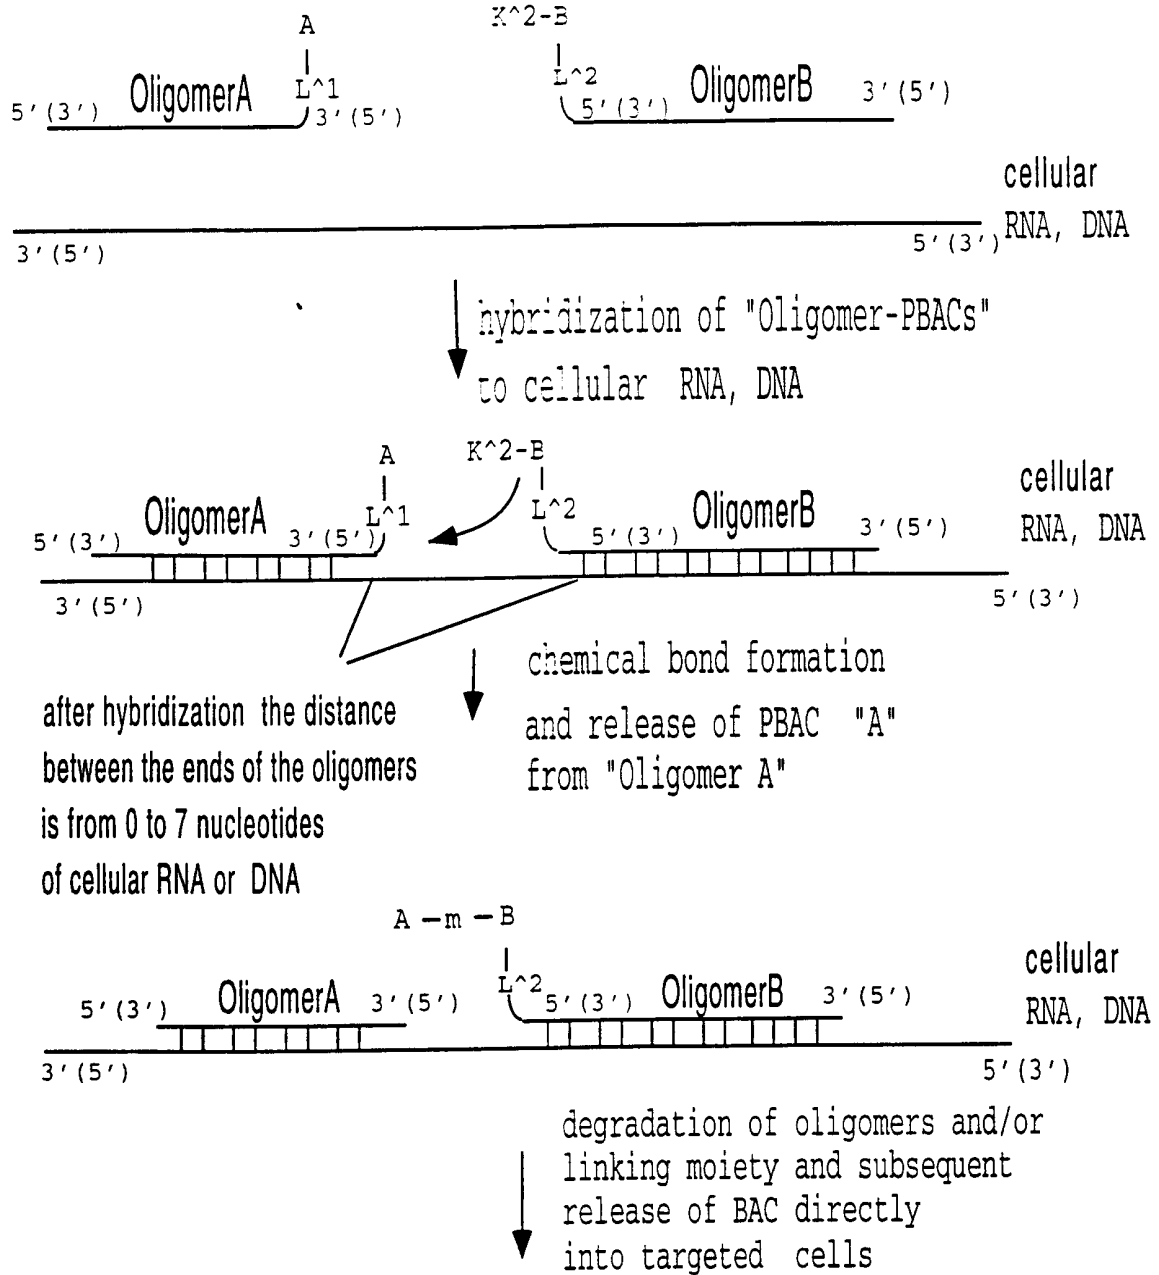 A K^2-B
L^1 L^2
5'(3') OligomerA 3'(5') 5'(3') OligomerB 3'(5')
cellular
RNA, DNA
3'(5') 5'(3')
hybridization of "Oligomer-PBACs"
to cellular RNA, DNA
A K^2-B
L^1 L^2
5'(3') OligomerA 3'(5') 5'(3') OligomerB 3'(5')
cellular
RNA, DNA
3'(5') 5'(3')
chemical bond formation
and release of PBAC "A"
from "Oligomer A"
after hybridization the distance
between the ends of the oligomers
is from 0 to 7 nucleotides
of cellular RNA or DNA
A -m -B
L^2
5'(3') OligomerA 3'(5') 5'(3') OligomerB 3'(5')
cellular
RNA, DNA
3'(5') 5'(3')
degradation of oligomers and/or
linking moiety and subsequent
release of BAC directly
into targeted cells